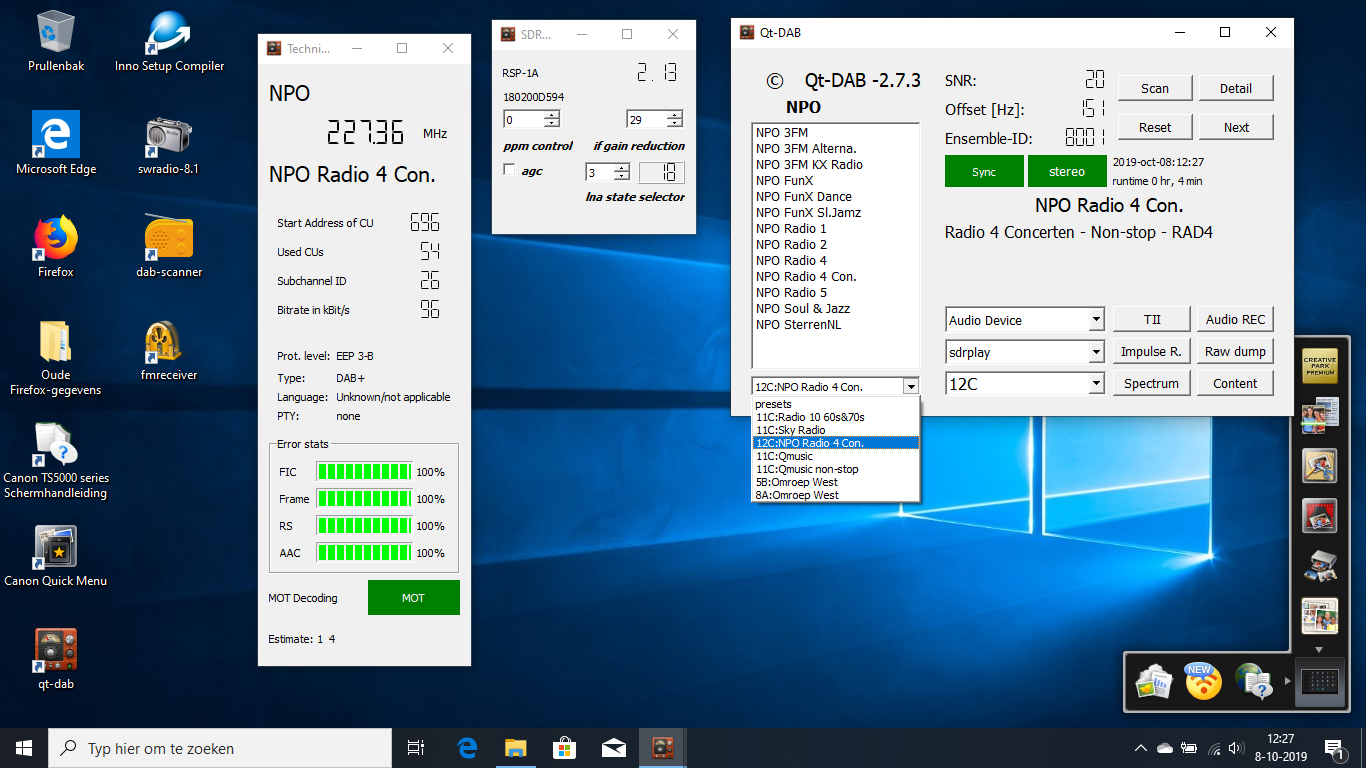 Prullenbak
Inno Setup Compiler
Microsoft Edge
swradio-8.1
Firefox
dab-scanner
Oude
Firefox-gegevens
fmreceiver
Canon TS5000 series
Schermhandleiding
Canon Quick Menu
qt-dab
Techni...
NPO
227.36 MHz
NPO Radio 4 Con.
Start Address of CU 696
Used CUs 54
Subchannel ID 26
Bitrate in kBit/s 96
Prot. level: EEP 3-B
Type: DAB+
Language: Unknown/not applicable
PTY: none
Error stats
FIC 100%
Frame 100%
RS 100%
AAC 100%
MOT Decoding MOT
Estimate: 1 4
SDR...
RSP-1A 2.13
180200D594
0 29
ppm control if gain reduction
agc 3 18
lna state selector
Qt-DAB
© Qt-DAB -2.7.3
NPO
NPO 3FM
NPO 3FM Alterna.
NPO 3FM KX Radio
NPO FunX
NPO FunX Dance
NPO FunX Sl.Jamz
NPO Radio 1
NPO Radio 2
NPO Radio 4
NPO Radio 4 Con.
NPO Radio 5
NPO Soul & Jazz
NPO SterrenNL
12C:NPO Radio 4 Con.
presets
11C:Radio 10 60s&70s
11C:Sky Radio
12C:NPO Radio 4 Con.
11C:Qmusic
11C:Qmusic non-stop
5B:Omroep West
8A:Omroep West
SNR: 20
Offset [Hz]: 151
Ensemble-ID: 8001
Scan Detail
Reset Next
Sync stereo
2019-oct-08:12:27
runtime 0 hr, 4 min
NPO Radio 4 Con.
Radio 4 Concerten - Non-stop - RAD4
Audio Device TII Audio REC
sdrplay Impulse R. Raw dump
12C Spectrum Content
CREATIVE
PARK
PREMIUM
NEW
Typ hier om te zoeken
12:27
8-10-2019
1